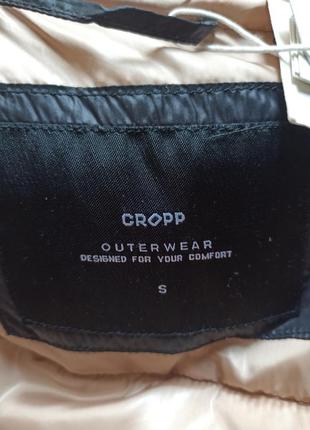 CROPP
OUTERWEAR
DESIGNED FOR YOUR COMFORT
S